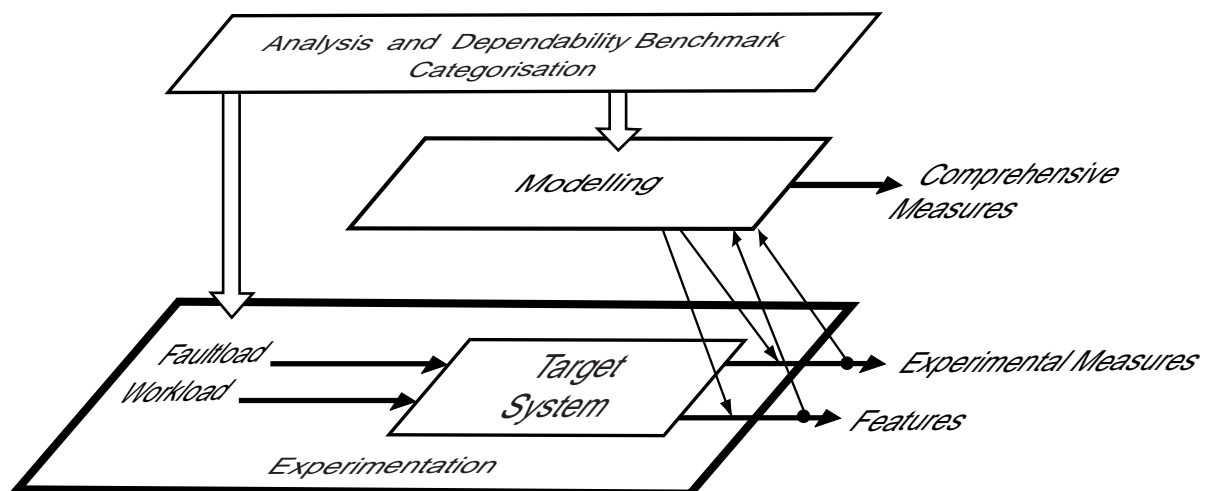 Analysis and Dependability Benchmark
Categorisation
Modelling
Comprehensive
Measures
Faultload
Workload
Target
System
Experimental Measures
Features
Experimentation